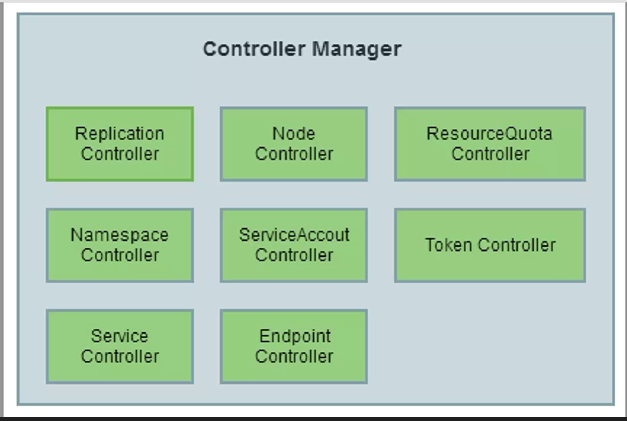 Controller Manager
Replication
Controller
Node
Controller
ResourceQuota
Controller
Namespace
Controller
ServiceAccout
Controller
Token Controller
Service
Controller
Endpoint
Controller